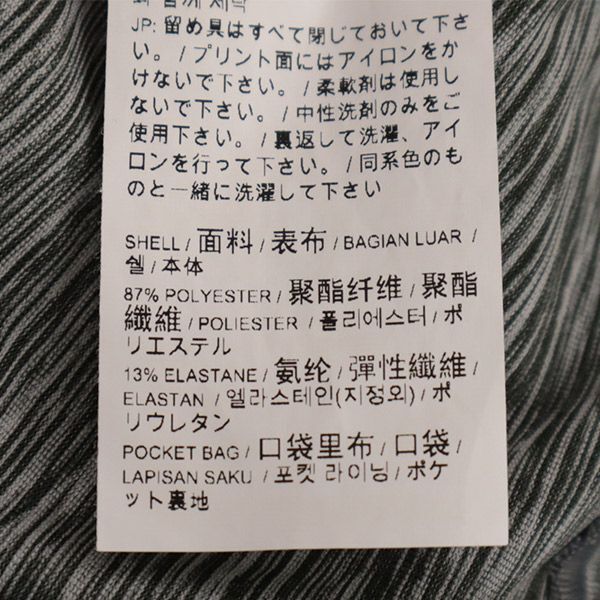 와 함께 세탁
JP: 留め具はすべて閉じておいて下さ
い。 / プリント面にはアイロンをか
けないで下さい。 / 柔軟剤は使用し
ないで下さい。 / 中性洗剤のみをご
使用下さい。 / 裏返して洗濯、アイ
ロンを行って下さい。 / 同系色のも
のと一緒に洗濯して下さい
SHELL / 面料 / 表布 / BAGIAN LUAR /
쉘 / 本体
87% POLYESTER / 聚酯纤维 / 聚酯
纖維 / POLIESTER / 폴리에스터 / ポ
リエステル
13% ELASTANE / 氨纶 / 彈性纖維 /
ELASTAN / 엘라스테인(지정외) / ポ
リウレタン
POCKET BAG / 口袋里布 / 口袋 /
LAPISAN SAKU / 포켓 라이닝 / ポケ
ット裏地